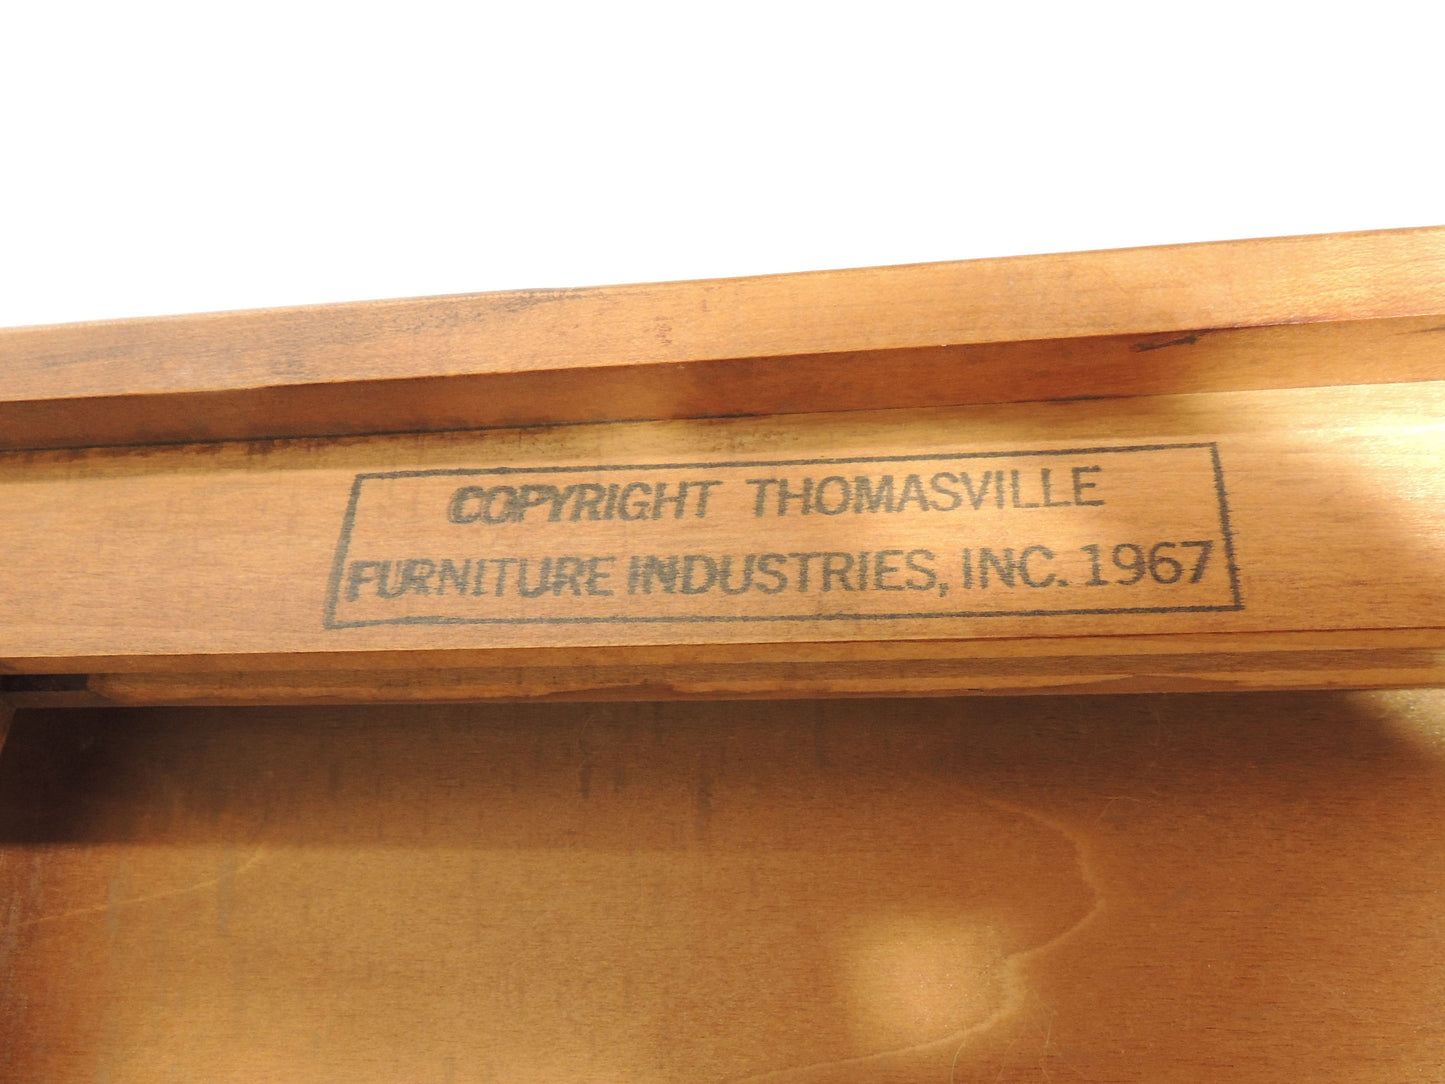 COPYRIGHT THOMASVILLE
FURNITURE INDUSTRIES, INC. 1967